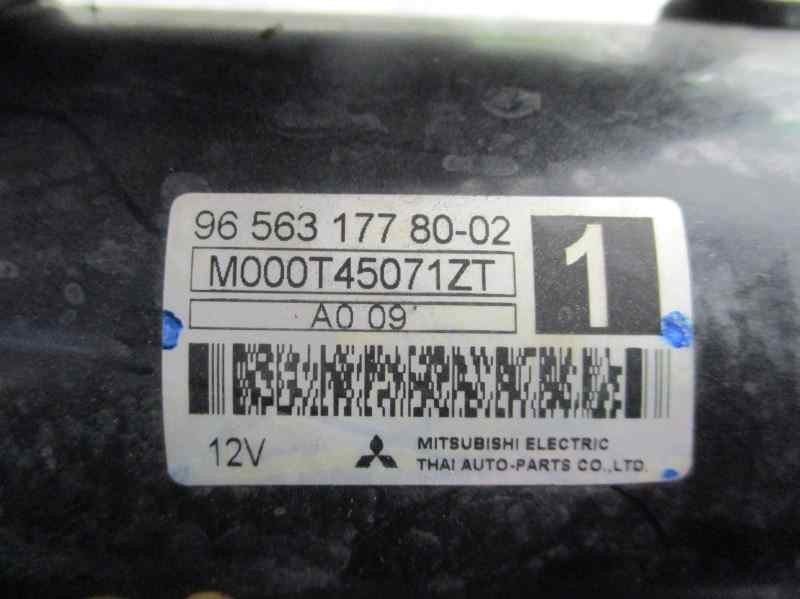 96 563 177 80-02
M000T45071ZT
A0 09
1
12V
MITSUBISHI ELECTRIC
THAI AUTO-PARTS CO.,LTD.